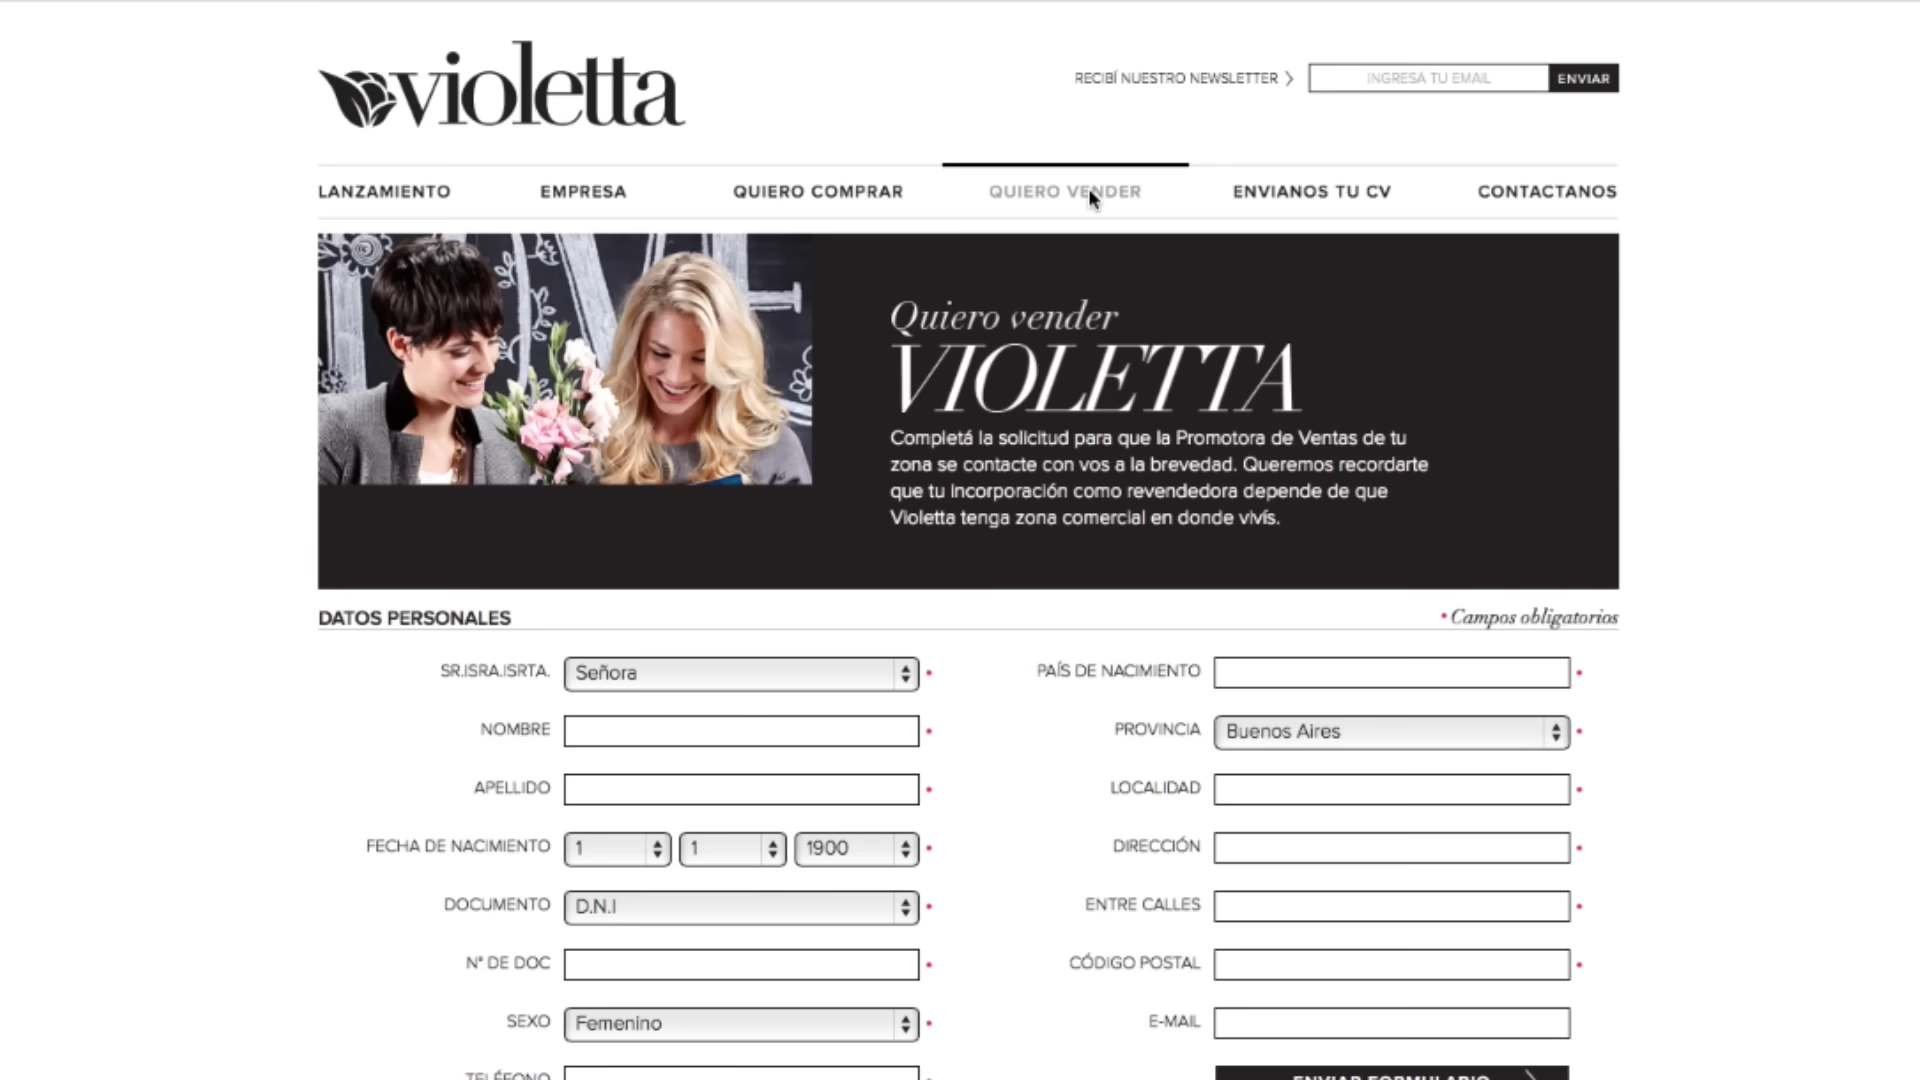 violetta
RECIBÍ NUESTRO NEWSLETTER
INGRESÁ TU EMAIL
ENVIAR
LANZAMIENTO
EMPRESA
QUIERO COMPRAR
QUIERO VENDER
ENVIANOS TU CV
CONTACTANOS
Quiero vender
VIOLETTA
Completá la solicitud para que la Promotora de Ventas de tu
zona se contacte con vos a la brevedad. Queremos recordarte
que tu incorporación como revendedora depende de que
Violetta tenga zona comercial en donde vivís.
DATOS PERSONALES
• Campos obligatorios
SR.ISRA.ISRTA.
Señora
NOMBRE
APELLIDO
FECHA DE NACIMIENTO
1
1
1900
DOCUMENTO
D.N.I
N° DE DOC
SEXO
Femenino
TELÉFONO
PAÍS DE NACIMIENTO
PROVINCIA
Buenos Aires
LOCALIDAD
DIRECCIÓN
ENTRE CALLES
CÓDIGO POSTAL
E-MAIL
ENVIAR FORMULARIO